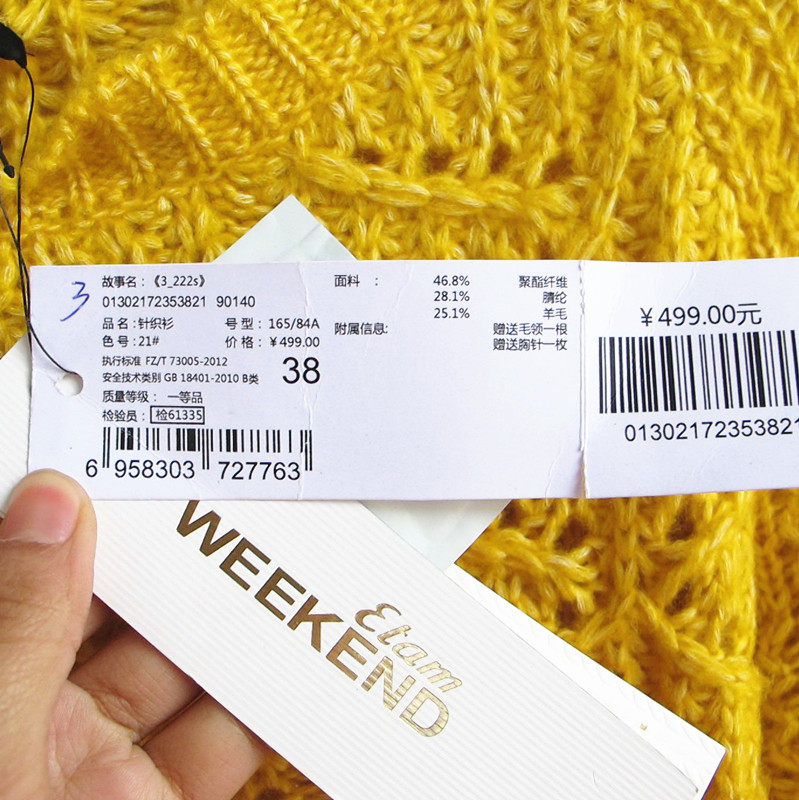 3
故事名:《3_222s》
01302172353821 90140
品名:针织衫 号型:165/84A
色号:21# 价格:¥499.00
执行标准 FZ/T 73005-2012
安全技术类别 GB 18401-2010 B类
38
质量等级: 一等品
检验员:检61335
6 958303 727763
面料 : 46.8% 聚酯纤维
28.1% 腈纶
25.1% 羊毛
附属信息: 赠送毛领一根
赠送胸针一枚
¥499.00元
01302172353821
Etam
WEEKEND